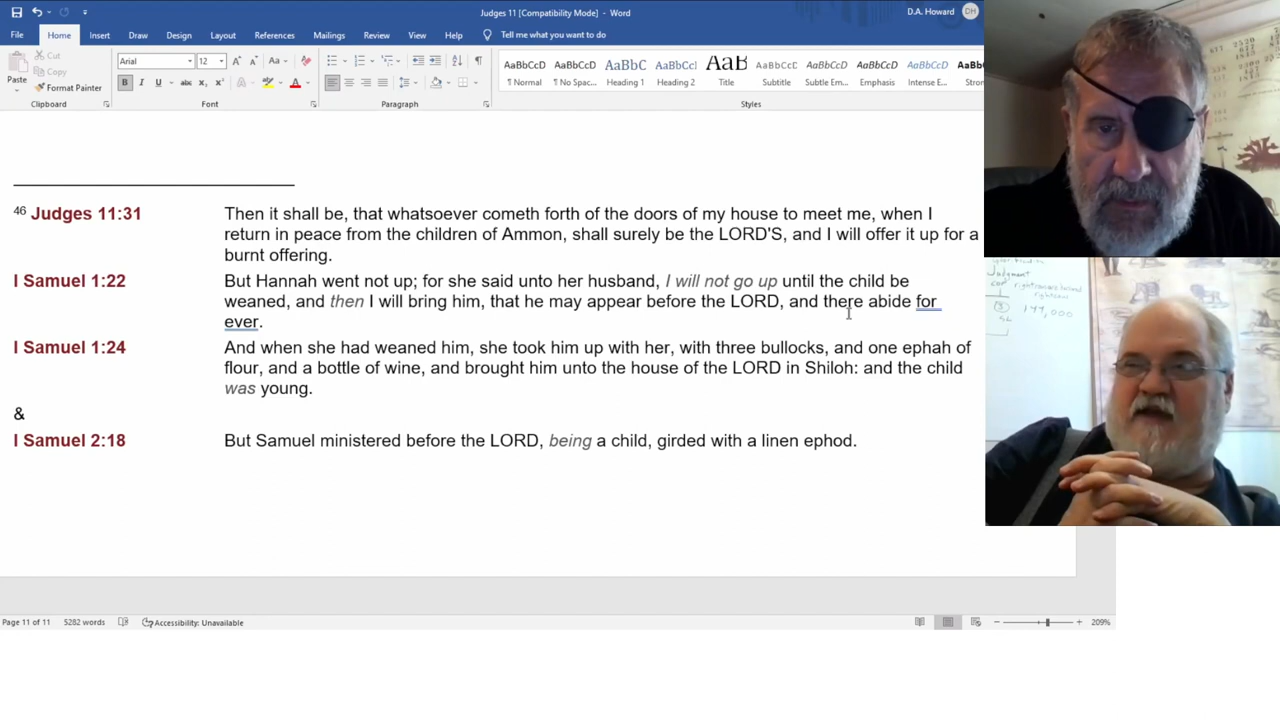 Judges 11 [Compatibility Mode] - Word
D.A. Howard DH
File Home Insert Draw Design Layout References Mailings Review View Help Tell me what you want to do
Paste
Cut
Copy
Format Painter
Clipboard
Arial 12
Font
Paragraph
AaBbCcD AaBbCcD AaBbC AaBbCcI AaB AaBbCcD AaBbCcD AaBbCcD AaBbCcD AaBb
¶ Normal ¶ No Spac... Heading 1 Heading 2 Title Subtitle Subtle Em... Emphasis Intense E... Stron
Styles
46 Judges 11:31 Then it shall be, that whatsoever cometh forth of the doors of my house to meet me, when I
return in peace from the children of Ammon, shall surely be the LORD'S, and I will offer it up for a
burnt offering.
I Samuel 1:22 But Hannah went not up; for she said unto her husband, I will not go up until the child be
weaned, and then I will bring him, that he may appear before the LORD, and there abide for
ever.
I Samuel 1:24 And when she had weaned him, she took him up with her, with three bullocks, and one ephah of
flour, and a bottle of wine, and brought him unto the house of the LORD in Shiloh: and the child
was young.
&
I Samuel 2:18 But Samuel ministered before the LORD, being a child, girded with a linen ephod.
Judgment
144,000
Page 11 of 11 5282 words Accessibility: Unavailable 209%